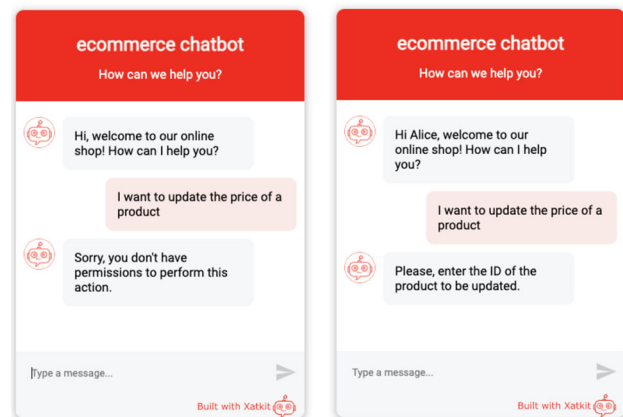 ecommerce chatbot
How can we help you?
Hi, welcome to our online
shop! How can I help you?
I want to update the price of a
product
Sorry, you don't have
permissions to perform this
action.
Type a message...
Built with Xatkit
ecommerce chatbot
How can we help you?
Hi Alice, welcome to our
online shop! How can I help
you?
I want to update the price of a
product
Please, enter the ID of the
product to be updated.
Type a message...
Built with Xatkit